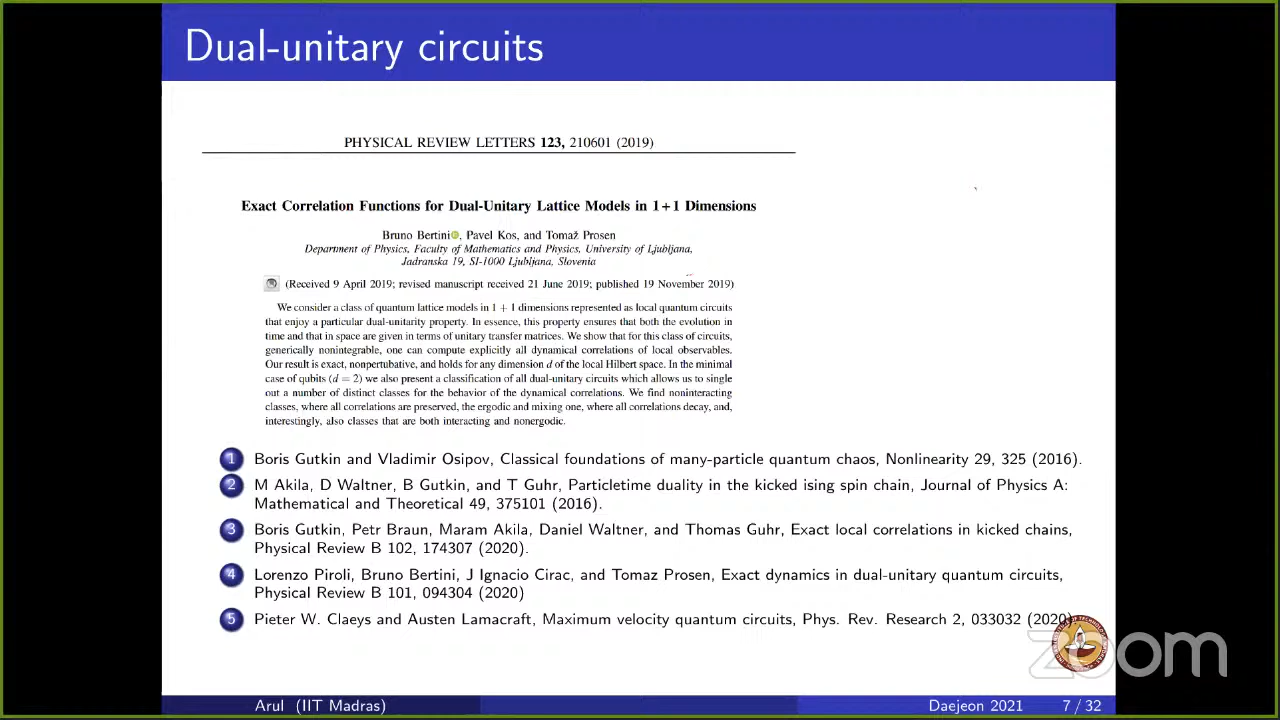 Dual-unitary circuits
PHYSICAL REVIEW LETTERS 123, 210601 (2019)
Exact Correlation Functions for Dual-Unitary Lattice Models in 1 + 1 Dimensions
Bruno Bertini, Pavel Kos, and Tomaž Prosen
Department of Physics, Faculty of Mathematics and Physics, University of Ljubljana,
Jadranska 19, SI-1000 Ljubljana, Slovenia
(Received 9 April 2019; revised manuscript received 21 June 2019; published 19 November 2019)
We consider a class of quantum lattice models in 1 + 1 dimensions represented as local quantum circuits
that enjoy a particular dual-unitarity property. In essence, this property ensures that both the evolution in
time and that in space are given in terms of unitary transfer matrices. We show that for this class of circuits,
generically nonintegrable, one can compute explicitly all dynamical correlations of local observables.
Our result is exact, nonpertubative, and holds for any dimension d of the local Hilbert space. In the minimal
case of qubits (d = 2) we also present a classification of all dual-unitary circuits which allows us to single
out a number of distinct classes for the behavior of the dynamical correlations. We find noninteracting
classes, where all correlations are preserved, the ergodic and mixing one, where all correlations decay, and,
interestingly, also classes that are both interacting and nonergodic.
1 Boris Gutkin and Vladimir Osipov, Classical foundations of many-particle quantum chaos, Nonlinearity 29, 325 (2016).
2 M Akila, D Waltner, B Gutkin, and T Guhr, Particletime duality in the kicked ising spin chain, Journal of Physics A:
Mathematical and Theoretical 49, 375101 (2016).
3 Boris Gutkin, Petr Braun, Maram Akila, Daniel Waltner, and Thomas Guhr, Exact local correlations in kicked chains,
Physical Review B 102, 174307 (2020).
4 Lorenzo Piroli, Bruno Bertini, J Ignacio Cirac, and Tomaz Prosen, Exact dynamics in dual-unitary quantum circuits,
Physical Review B 101, 094304 (2020)
5 Pieter W. Claeys and Austen Lamacraft, Maximum velocity quantum circuits, Phys. Rev. Research 2, 033032 (2020)
zoom
Arul (IIT Madras) Daejeon 2021 7 / 32